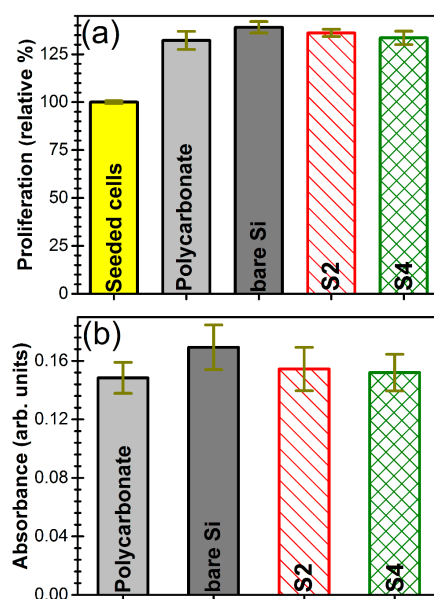 (a)
Proliferation (relative %)
125
100
75
50
25
0
Seeded cells
Polycarbonate
bare Si
S2
S4
(b)
Absorbance (arb. units)
0.16
0.12
0.08
0.04
0.00
Polycarbonate
bare Si
S2
S4